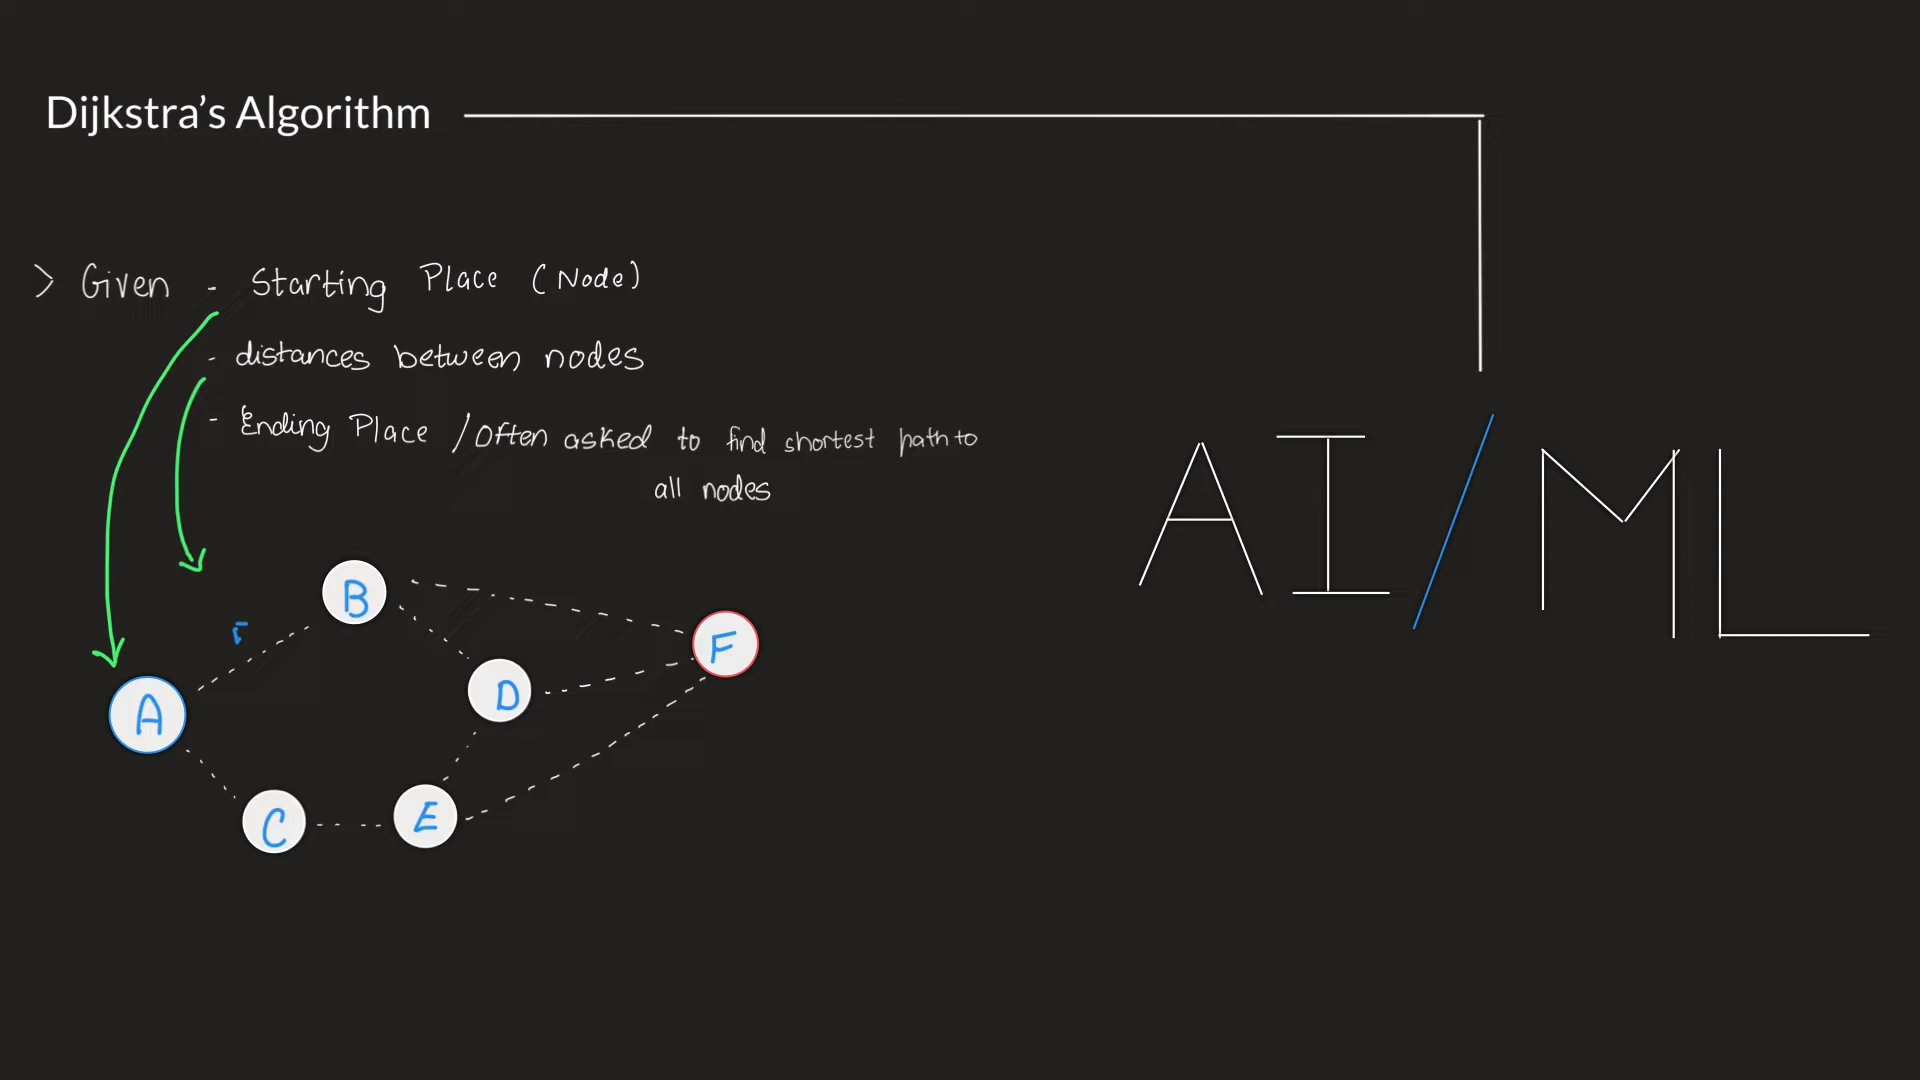 Dijkstra's Algorithm
> Given - Starting Place (Node)
- distances between nodes
- Ending Place / Often asked to find shortest path to
all nodes
AI/ML
B
F
D
A
C
E